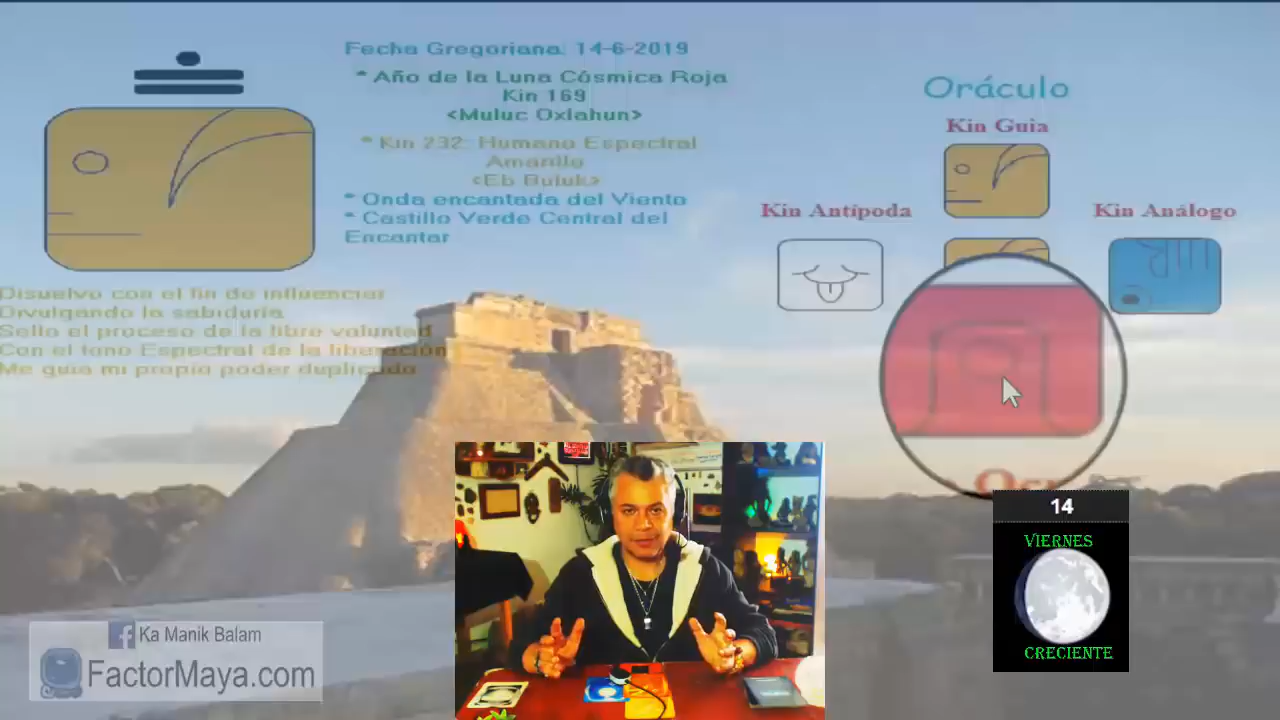 Fecha Gregoriana: 14-6-2019
* Año de la Luna Cósmica Roja
Kin 169
<Muluc Oxlahun>
* Kin 232: Humano Espectral
Amarillo
<Eb Buluk>
* Onda encantada del Viento
* Castillo Verde Central del
Encantar
Disuelvo con el fin de influenciar
Divulgando la sabiduría
Sello el proceso de la libre voluntad
Con el tono Espectral de la liberación
Me guía mi propio poder duplicado
Oráculo
Kin Guia
Kin Antípoda
Kin Análogo
14
VIERNES
CRECIENTE
Ka Manik Balam
FactorMaya.com